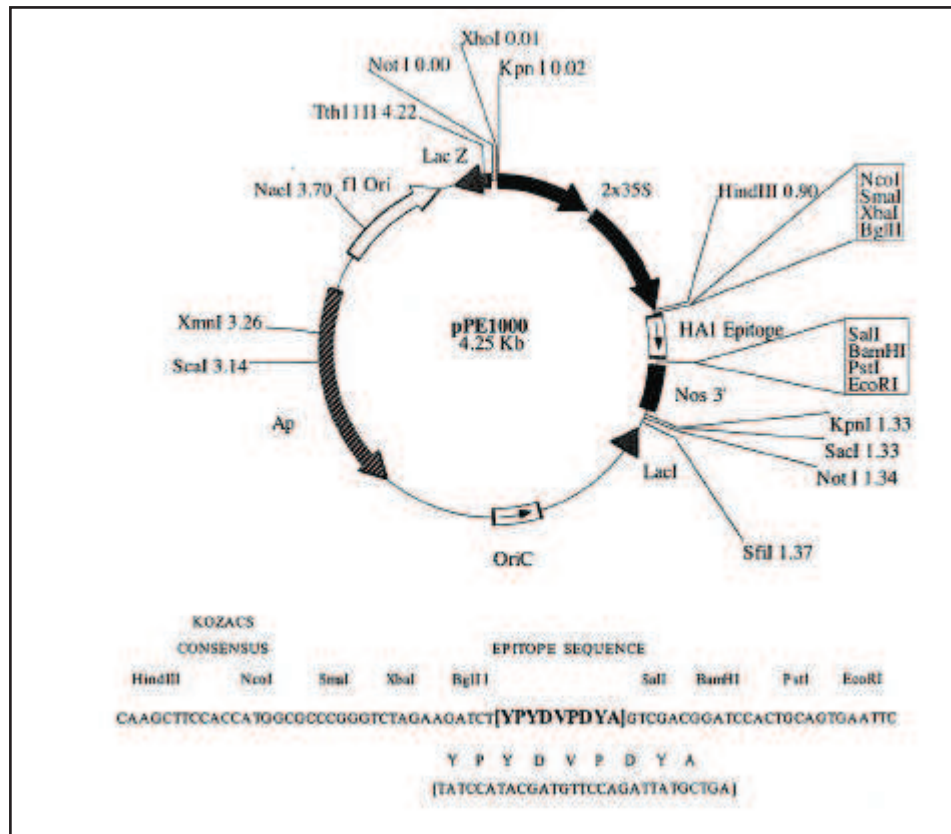 XhoI 0.01
Not I 0.00
Kpn I 0.02
Tth111I 4.22
Lac Z
NaeI 3.70
f1 Ori
2x35S
HindIII 0.90
NcoI
SmaI
XbaI
BglII
XmnI 3.26
pPE1000
4.25 Kb
HA1 Epitope
SalI
BamHI
PstI
EcoRI
ScaI 3.14
Nos 3'
Ap
KpnI 1.33
SacI 1.33
LacI
Not I 1.34
OriC
SfiI 1.37
KOZACS
CONSENSUS EPITOPE SEQUENCE
HindIII NcoI SmaI XbaI BglII SalI BamHI PstI EcoRI
CAAGCTTCCACCATGGCGCCCGGGTCTAGAAGATCT[YPYDVPDYA]GTCGACGGATCCACTGCAGTGAATTC
Y P Y D V P D Y A
[TATCCATACGATGTTCCAGATTATGCTGA]